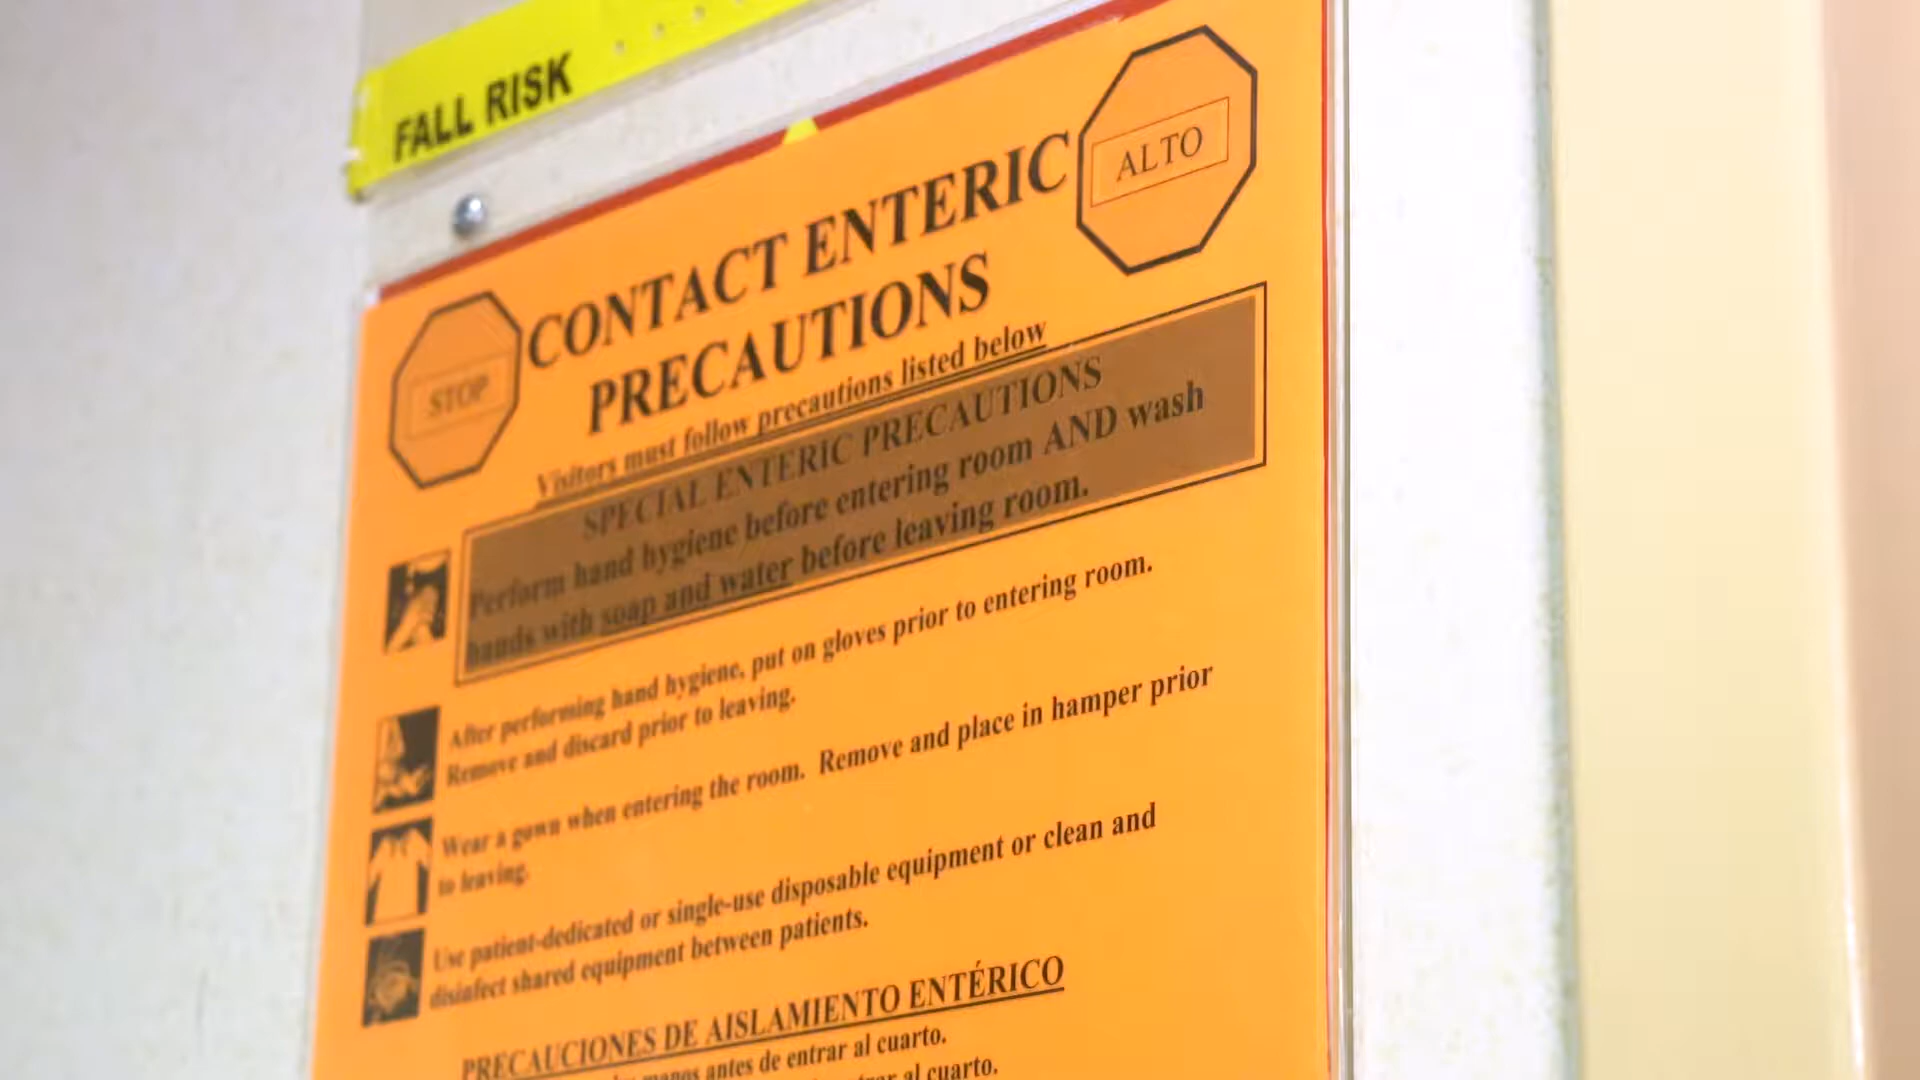 FALL RISK
ALTO
CONTACT ENTERIC
PRECAUTIONS
STOP
Visitors must follow precautions listed below
SPECIAL ENTERIC PRECAUTIONS
Perform hand hygiene before entering room AND wash
hands with soap and water before leaving room.
After performing hand hygiene, put on gloves prior to entering room.
Remove and discard prior to leaving.
Wear a gown when entering the room. Remove and place in hamper prior
to leaving.
Use patient-dedicated or single-use disposable equipment or clean and
disinfect shared equipment between patients.
PRECAUCIONES DE AISLAMIENTO ENTÉRICO
manos antes de entrar al cuarto.
al cuarto.